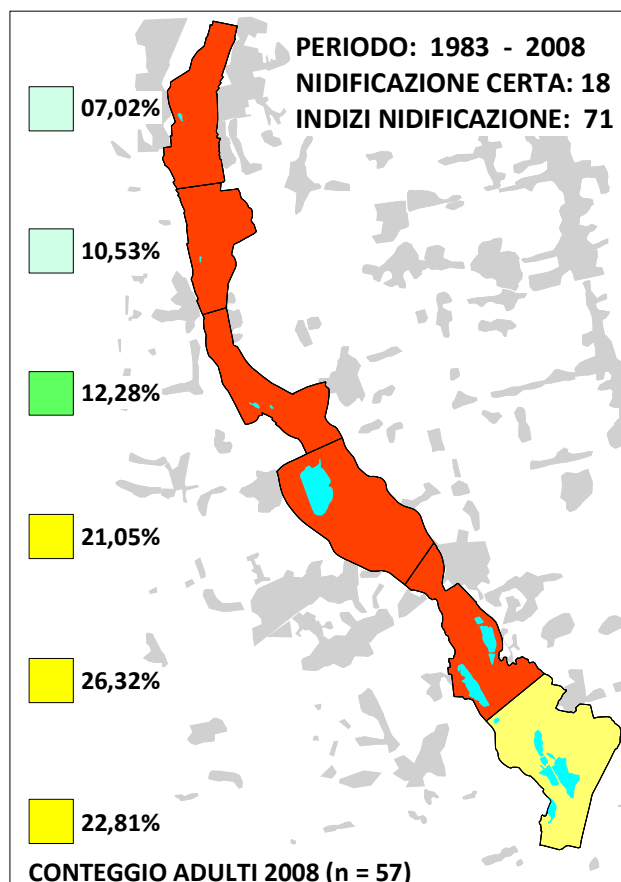 PERIODO: 1983 - 2008
NIDIFICAZIONE CERTA: 18
INDIZI NIDIFICAZIONE: 71
07,02%
10,53%
12,28%
21,05%
26,32%
22,81%
CONTEGGIO ADULTI 2008 (n = 57)